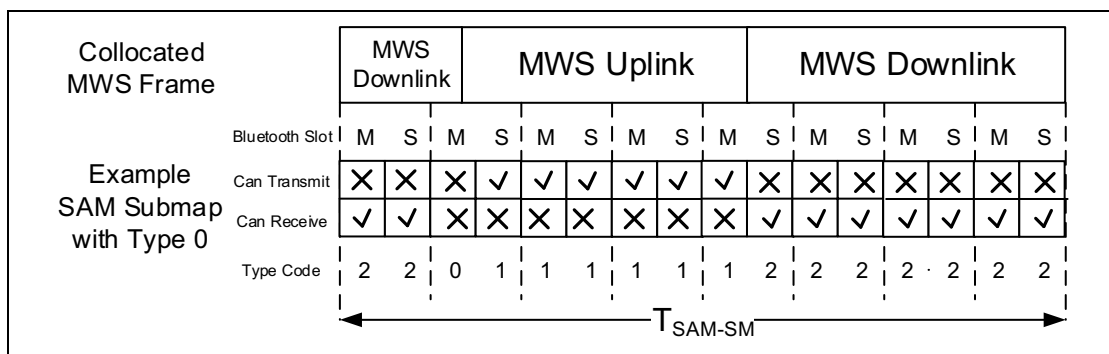 Collocated
MWS Frame
MWS
Downlink
MWS Uplink
MWS Downlink
Bluetooth Slot M S M S M S M S M S M S M S M S
Example
SAM Submap
with Type 0
Can Transmit
Can Receive
Type Code 2 2 0 1 1 1 1 1 1 2 2 2 2 · 2 2 2
TSAM-SM